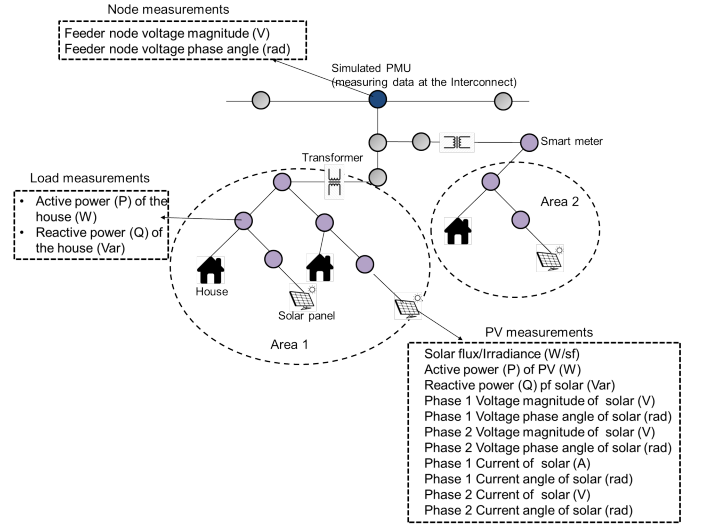 Node measurements
Feeder node voltage magnitude (V)
Feeder node voltage phase angle (rad)
Simulated PMU
(measuring data at the Interconnect)
Transformer
Smart meter
Load measurements
• Active power (P) of the
house (W)
• Reactive power (Q) of
the house (Var)
Area 2
House
Solar panel
Area 1
PV measurements
Solar flux/Irradiance (W/sf)
Active power (P) of PV (W)
Reactive power (Q) pf solar (Var)
Phase 1 Voltage magnitude of solar (V)
Phase 1 Voltage phase angle of solar (rad)
Phase 2 Voltage magnitude of solar (V)
Phase 2 Voltage phase angle of solar (rad)
Phase 1 Current of solar (A)
Phase 1 Current angle of solar (rad)
Phase 2 Current of solar (V)
Phase 2 Current angle of solar (rad)